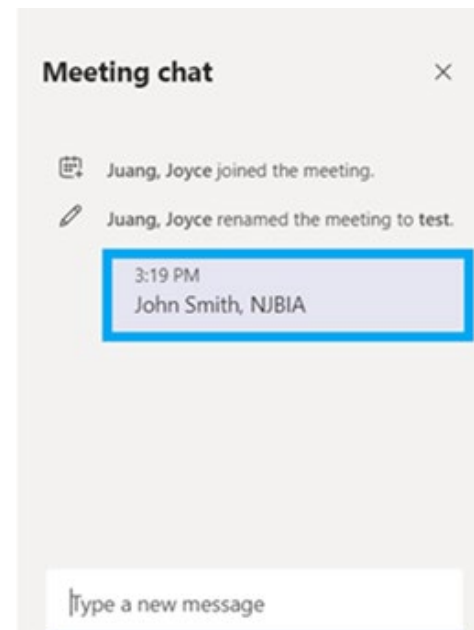 Meeting chat
Juang, Joyce joined the meeting.
Juang, Joyce renamed the meeting to test.
3:19 PM
John Smith, NJBIA
Type a new message